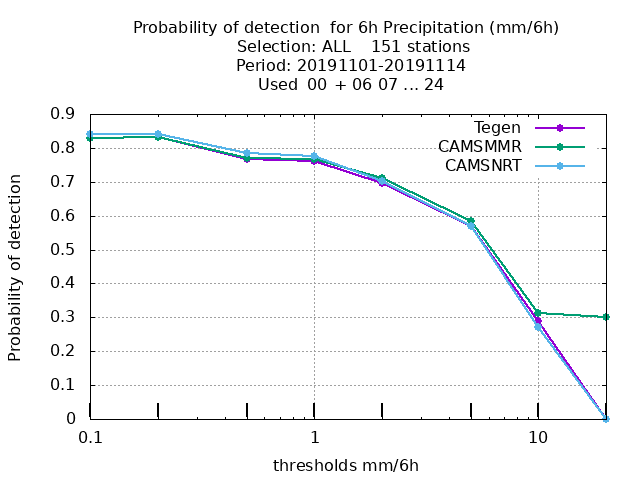 Probability of detection  for 6h Precipitation (mm/6h)
Selection: ALL    151 stations
Period: 20191101-20191114
Used  00  + 06 07 ... 24
Tegen
CAMSMMR
CAMSNRT
Probability of detection
0.9
0.8
0.7
0.6
0.5
0.4
0.3
0.2
0.1
0
0.1
1
10
thresholds mm/6h